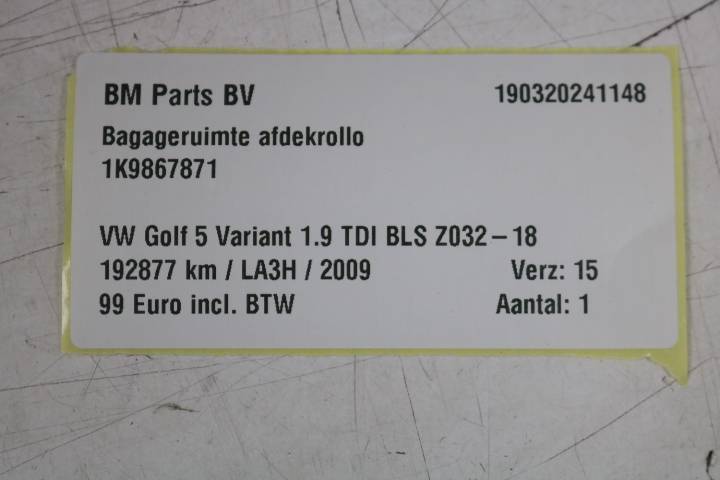 BM Parts BV 190320241148
Bagageruimte afdekrollo
1K9867871
VW Golf 5 Variant 1.9 TDI BLS Z032-18
192877 km / LA3H / 2009 Verz: 15
99 Euro incl. BTW Aantal: 1